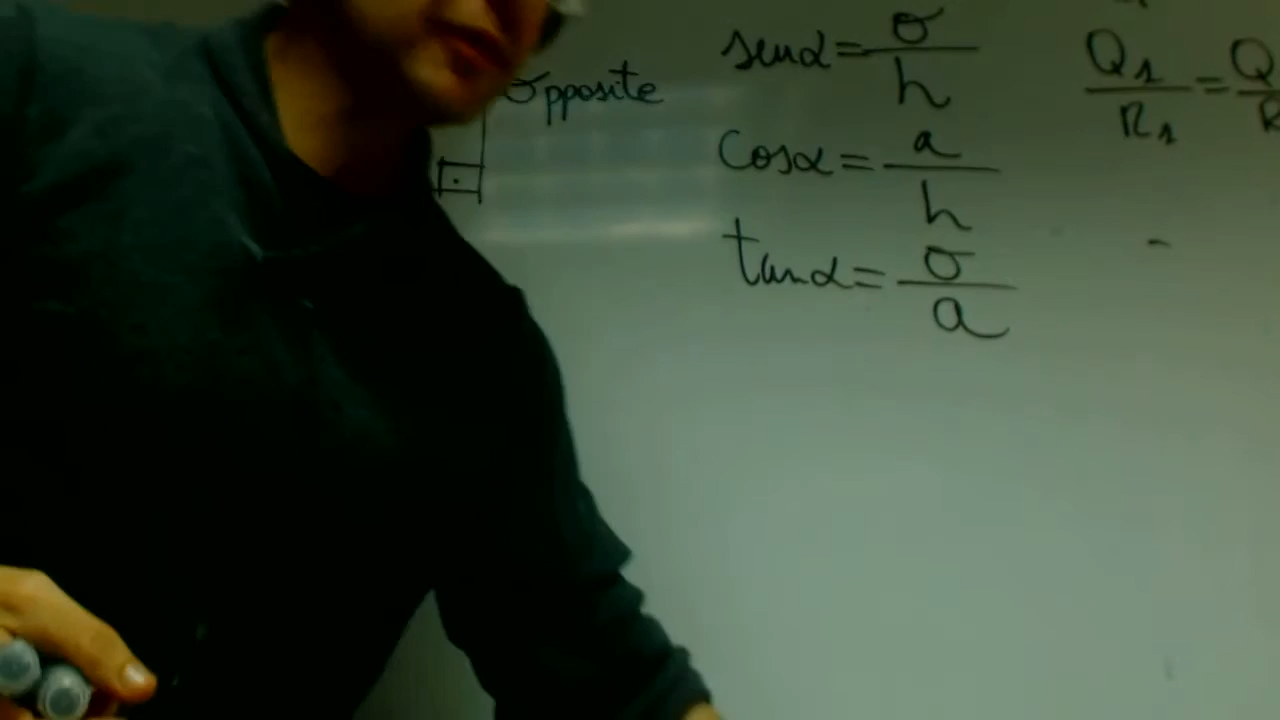 opposite
senα = o/h
cosα = a/h
tanα = o/a
Q1/R1 = Q